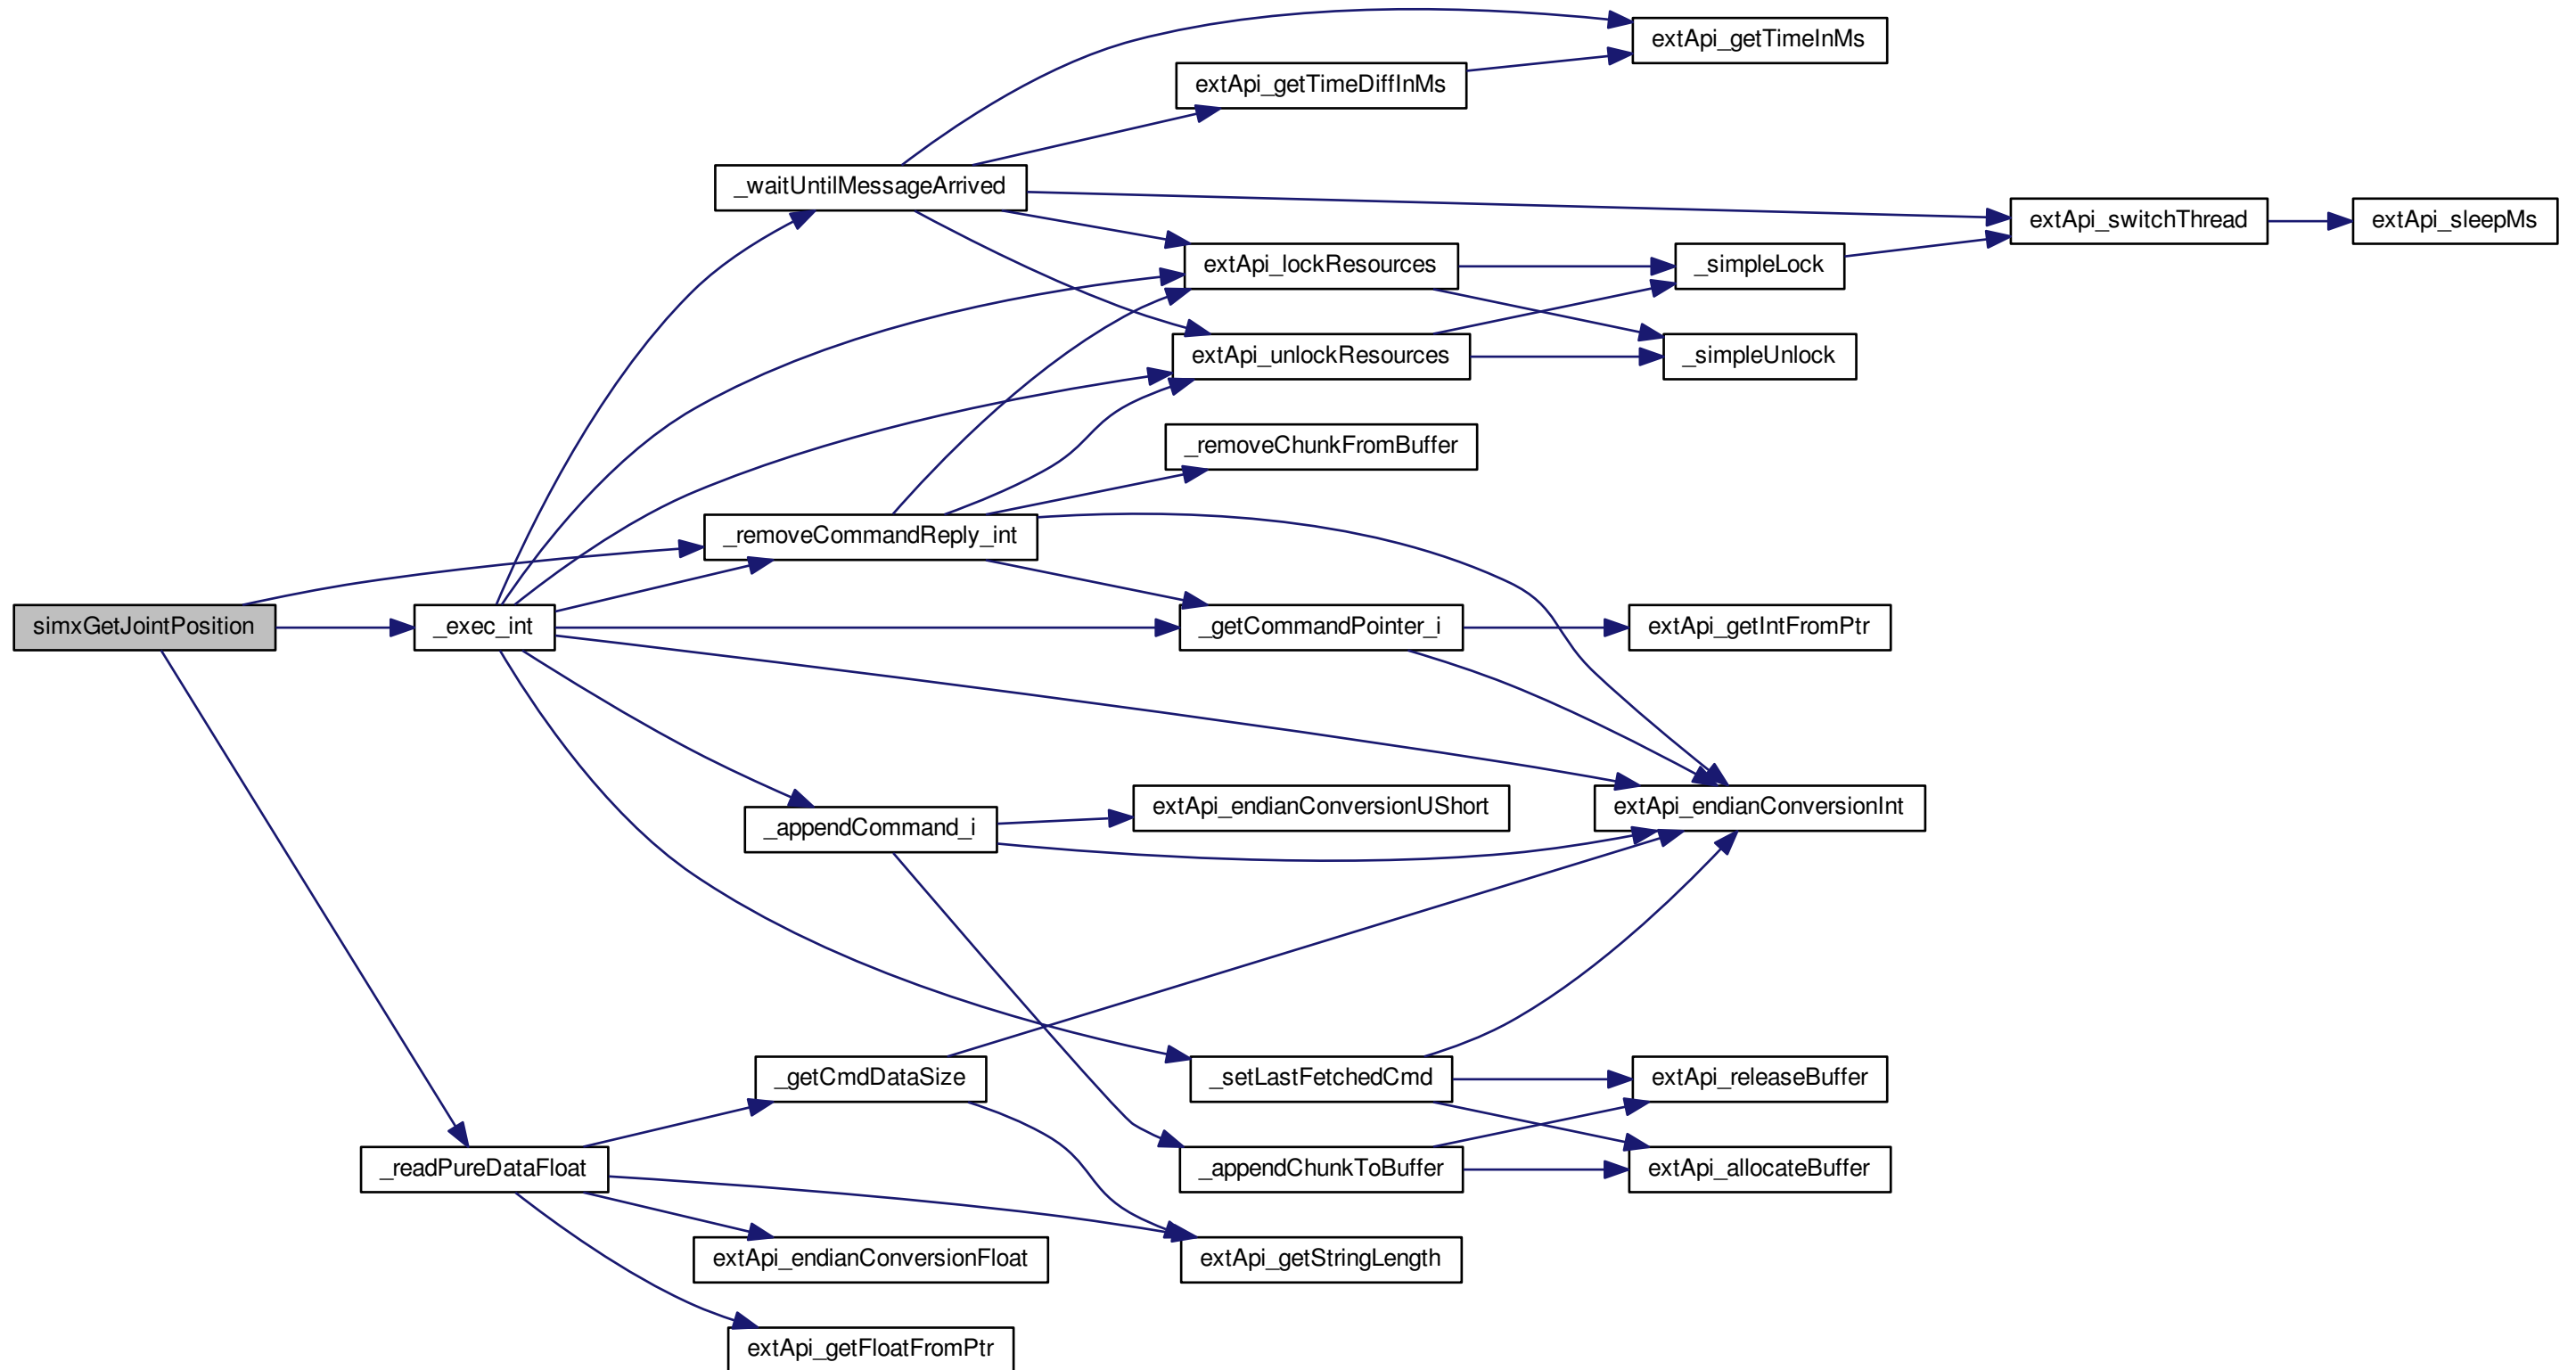 extApi_getTimeInMs
extApi_getTimeDiffInMs
_waitUntilMessageArrived
extApi_switchThread
extApi_sleepMs
extApi_lockResources
_simpleLock
extApi_unlockResources
_simpleUnlock
_removeChunkFromBuffer
_removeCommandReply_int
simxGetJointPosition
_exec_int
_getCommandPointer_i
extApi_getIntFromPtr
extApi_endianConversionUShort
extApi_endianConversionInt
_appendCommand_i
_getCmdDataSize
_setLastFetchedCmd
extApi_releaseBuffer
_readPureDataFloat
_appendChunkToBuffer
extApi_allocateBuffer
extApi_endianConversionFloat
extApi_getStringLength
extApi_getFloatFromPtr